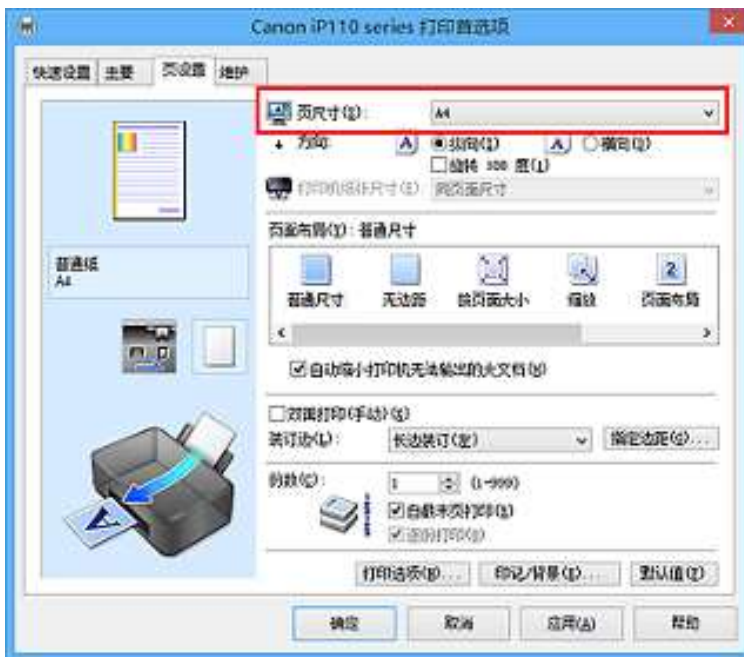 Canon iP110 series 打印首选项
快速设置 主要 页设置 维护
页尺寸(Z): A4
方向: A 纵向(I) A 横向(Q)
旋转 180 度(I)
打印机纸张尺寸(E) 同页面尺寸
页面布局(Y): 普通尺寸
普通尺寸 无边距 按页面大小 缩放 页面布局
自动缩小打印机无法输出的大文档(N)
双面打印(手动)(X)
装订边(L): 长边装订(左) 指定边距(G)...
份数(C): 1 (1-999)
自最末页打印(S)
逐份打印(O)
打印选项(B)... 印记/背景(P)... 默认值(T)
普通纸
A4
确定 取消 应用(A) 帮助